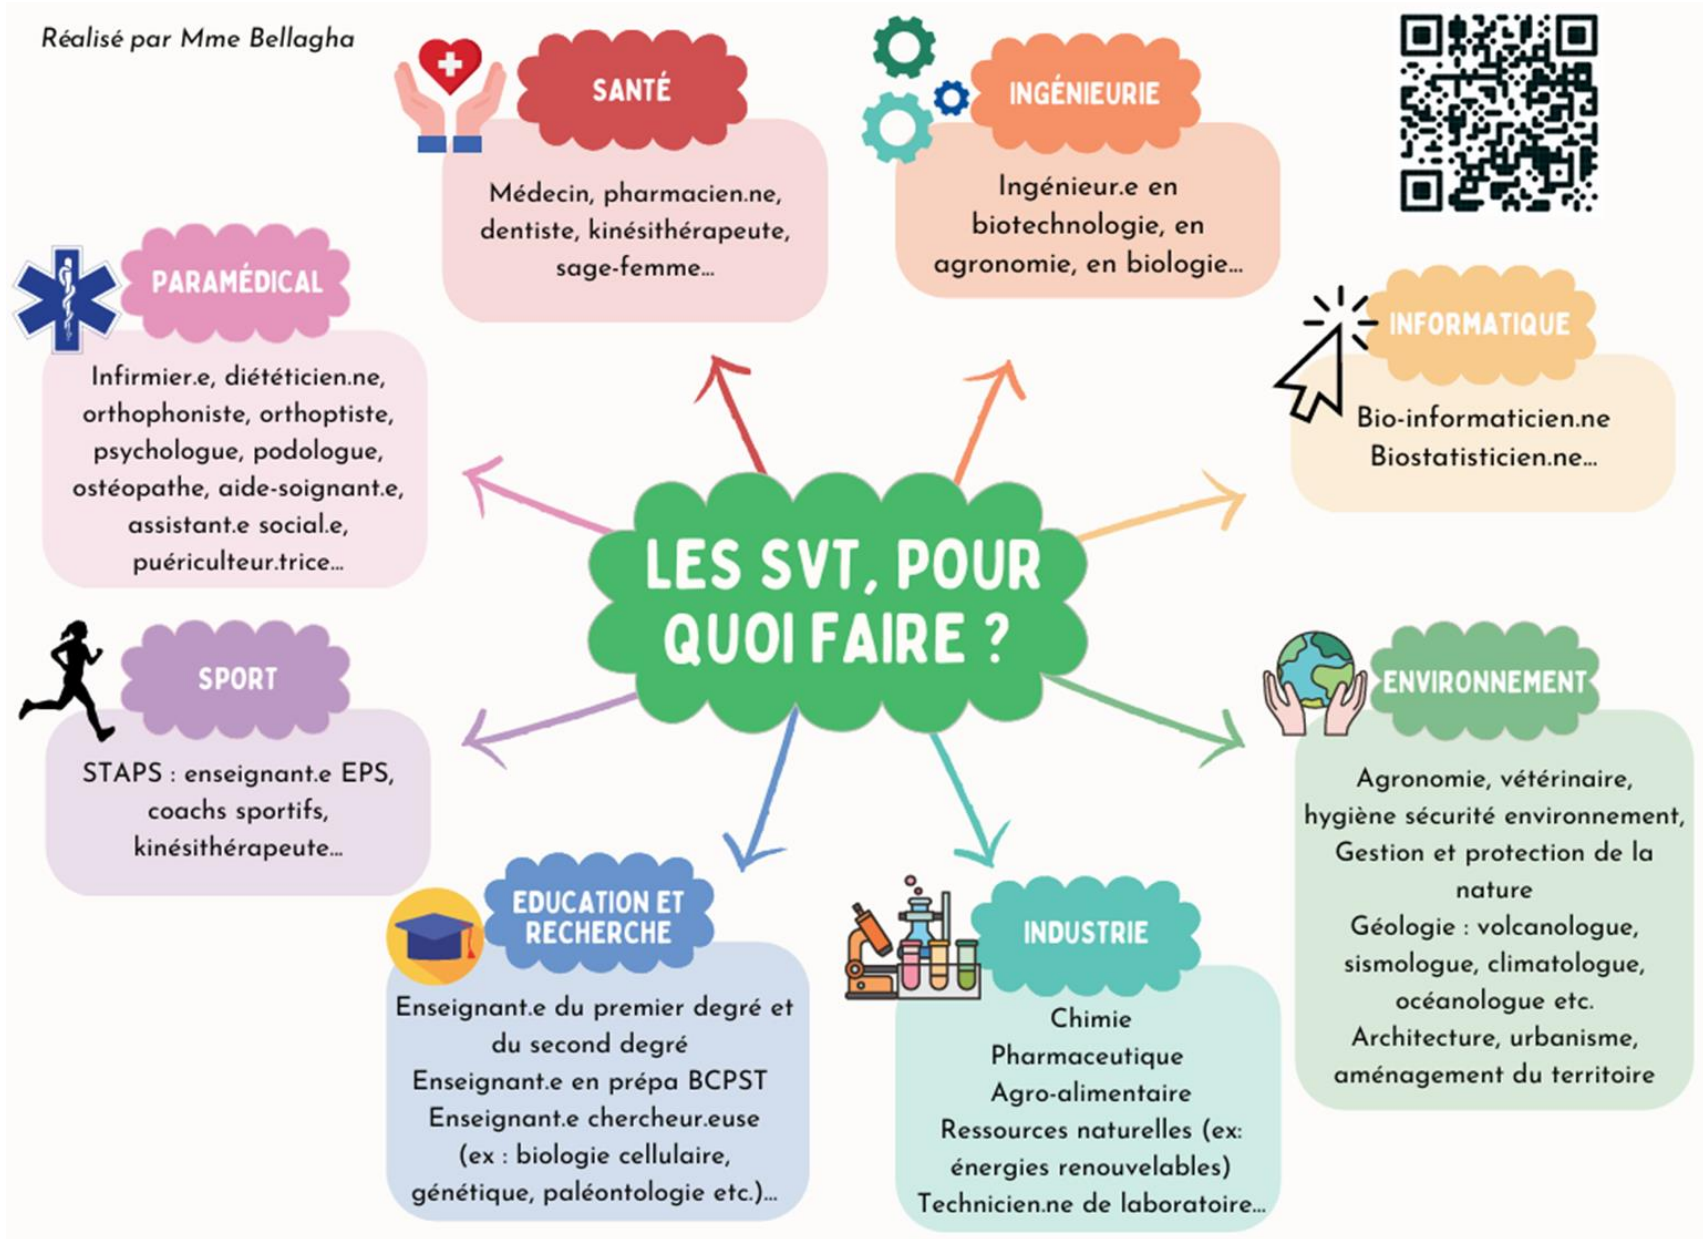 Réalisé par Mme Bellagha
SANTÉ
Médecin, pharmacien.ne,
dentiste, kinésithérapeute,
sage-femme...
INGÉNIEURIE
Ingénieur.e en
biotechnologie, en
agronomie, en biologie...
PARAMÉDICAL
Infirmier.e, diététicien.ne,
orthophoniste, orthoptiste,
psychologue, podologue,
ostéopathe, aide-soignant.e,
assistant.e social.e,
puériculteur.trice...
INFORMATIQUE
Bio-informaticien.ne
Biostatisticien.ne...
LES SVT, POUR
QUOI FAIRE ?
SPORT
STAPS : enseignant.e EPS,
coachs sportifs,
kinésithérapeute...
ENVIRONNEMENT
Agronomie, vétérinaire,
hygiène sécurité environnement,
Gestion et protection de la
nature
Géologie : volcanologue,
sismologue, climatologue,
océanologue etc.
Architecture, urbanisme,
aménagement du territoire
EDUCATION ET
RECHERCHE
Enseignant.e du premier degré et
du second degré
Enseignant.e en prépa BCPST
Enseignant.e chercheur.euse
(ex : biologie cellulaire,
génétique, paléontologie etc.)...
INDUSTRIE
Chimie
Pharmaceutique
Agro-alimentaire
Ressources naturelles (ex:
énergies renouvelables)
Technicien.ne de laboratoire...